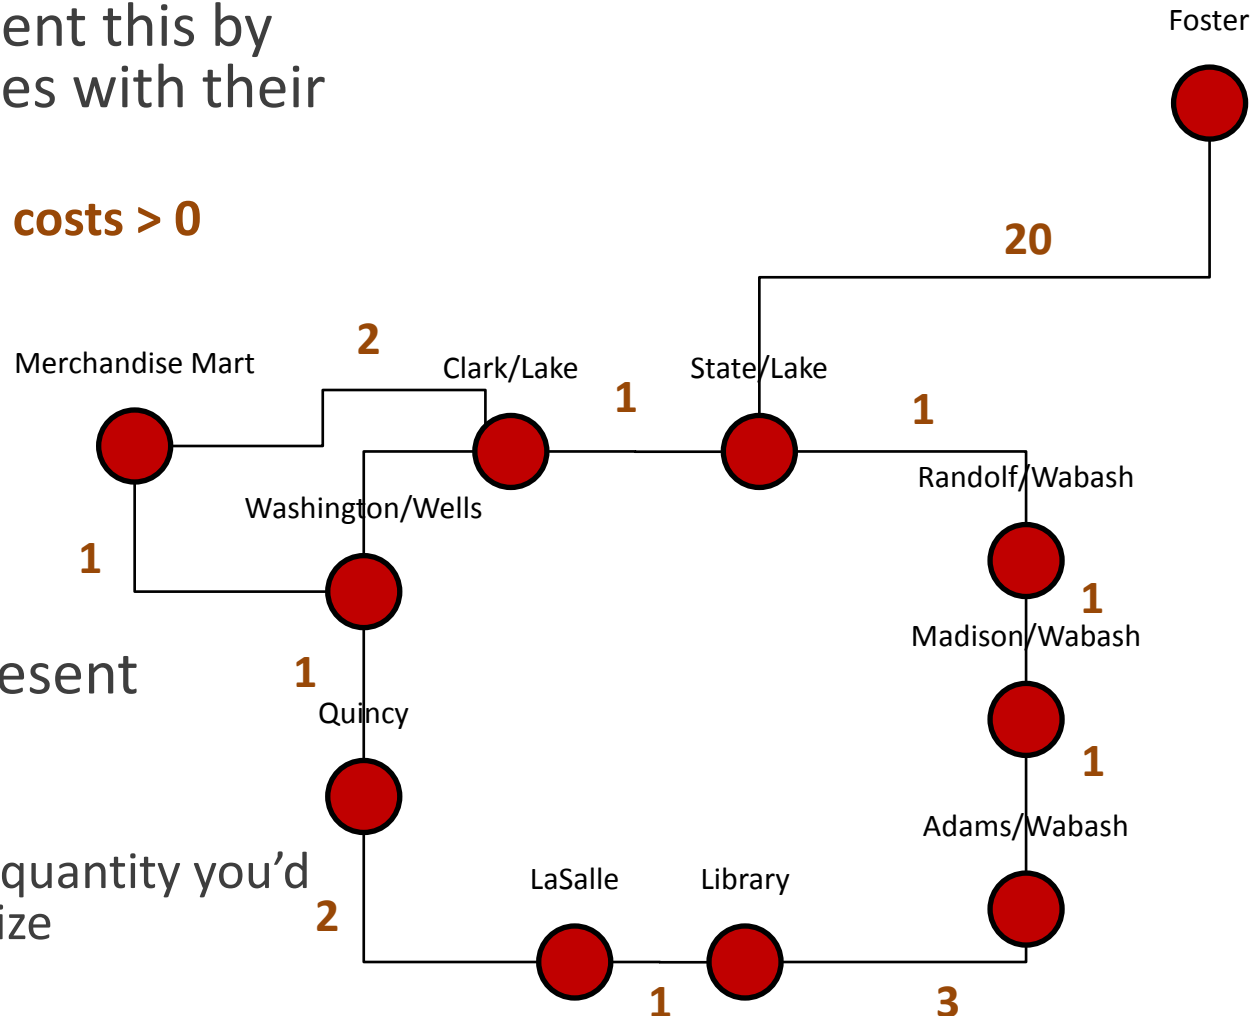 ent this by
es with their
costs > 0
esent
quantity you’d
ize
Foster
20
Merchandise Mart
2
Clark/Lake
1
State/Lake
1
Randolf/Wabash
Washington/Wells
1
1
Madison/Wabash
1
Quincy
1
Adams/Wabash
2
LaSalle
Library
1
3